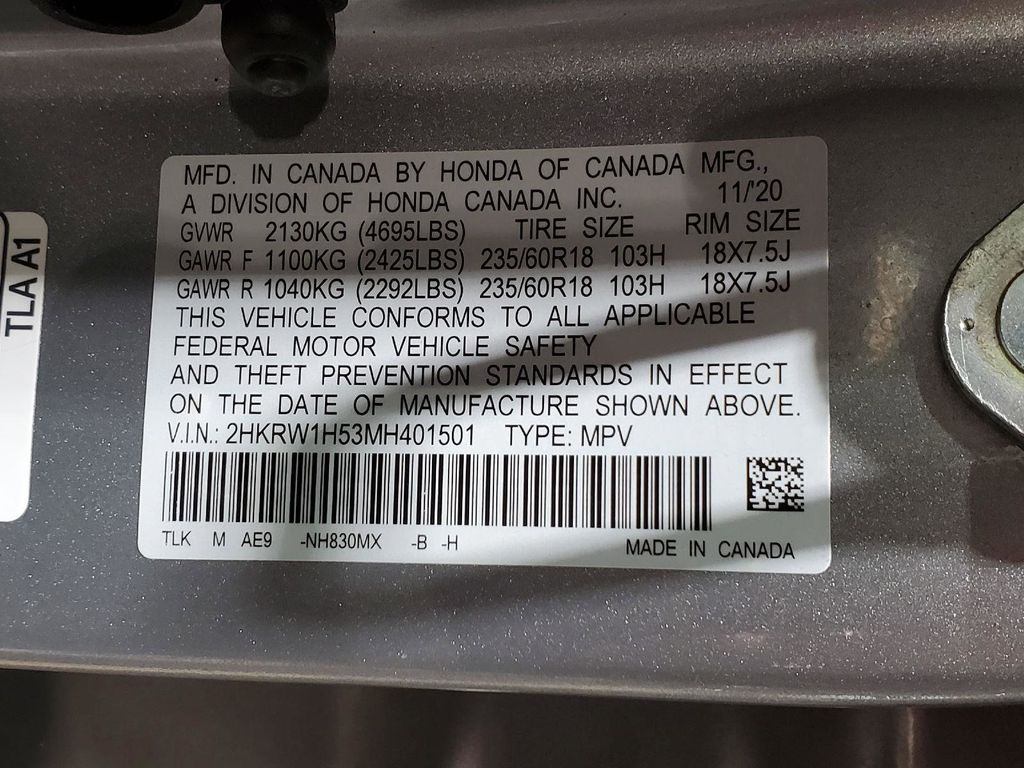 MFD. IN CANADA BY HONDA OF CANADA MFG.,
A DIVISION OF HONDA CANADA INC. 11/'20
GVWR 2130KG (4695LBS) TIRE SIZE RIM SIZE
GAWR F 1100KG (2425LBS) 235/60R18 103H 18X7.5J
GAWR R 1040KG (2292LBS) 235/60R18 103H 18X7.5J
THIS VEHICLE CONFORMS TO ALL APPLICABLE
FEDERAL MOTOR VEHICLE SAFETY
AND THEFT PREVENTION STANDARDS IN EFFECT
ON THE DATE OF MANUFACTURE SHOWN ABOVE.
V.I.N.: 2HKRW1H53MH401501 TYPE: MPV
TLK M AE9 -NH830MX -B -H MADE IN CANADA
TLA A1